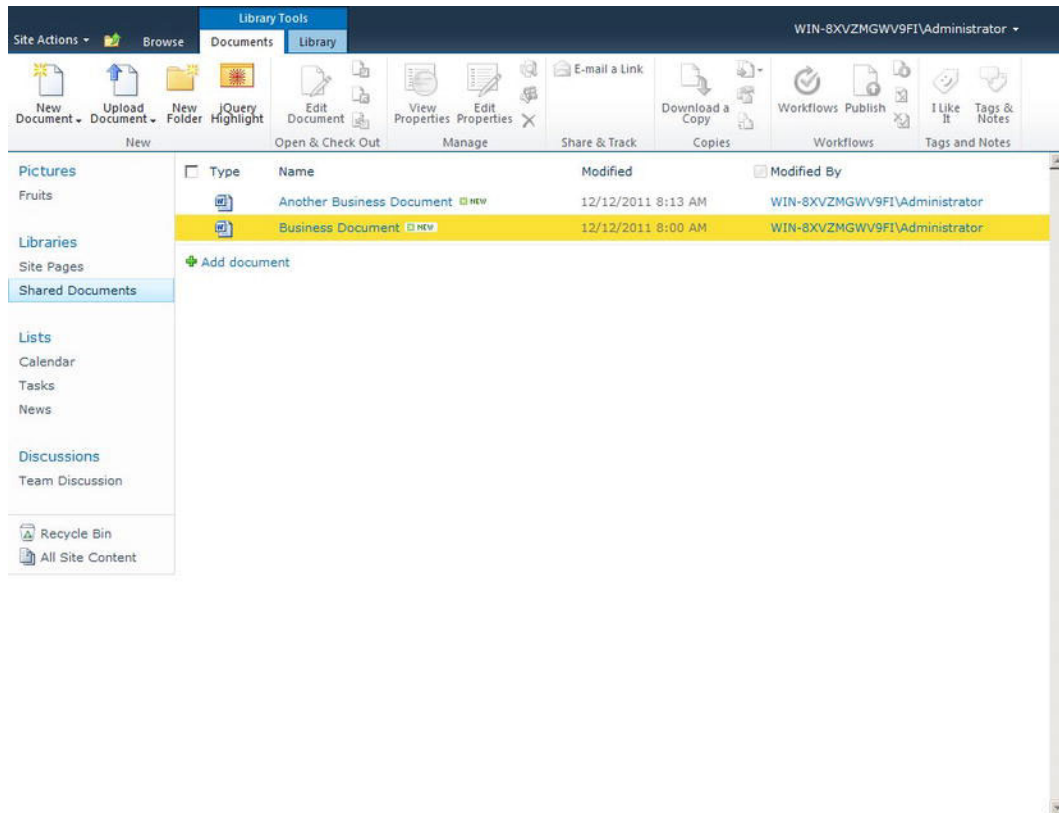 Library Tools
Site Actions Browse Documents Library WIN-8XVZMGWV9FI\Administrator
New Document Upload Document New Folder jQuery Highlight Edit Document View Properties Edit Properties E-mail a Link Download a Copy Workflows Publish I Like It Tags & Notes
New Open & Check Out Manage Share & Track Copies Workflows Tags and Notes
Pictures
Fruits
Libraries
Site Pages
Shared Documents
Lists
Calendar
Tasks
News
Discussions
Team Discussion
Recycle Bin
All Site Content
Type Name Modified Modified By
Another Business Document NEW 12/12/2011 8:13 AM WIN-8XVZMGWV9FI\Administrator
Business Document NEW 12/12/2011 8:00 AM WIN-8XVZMGWV9FI\Administrator
Add document